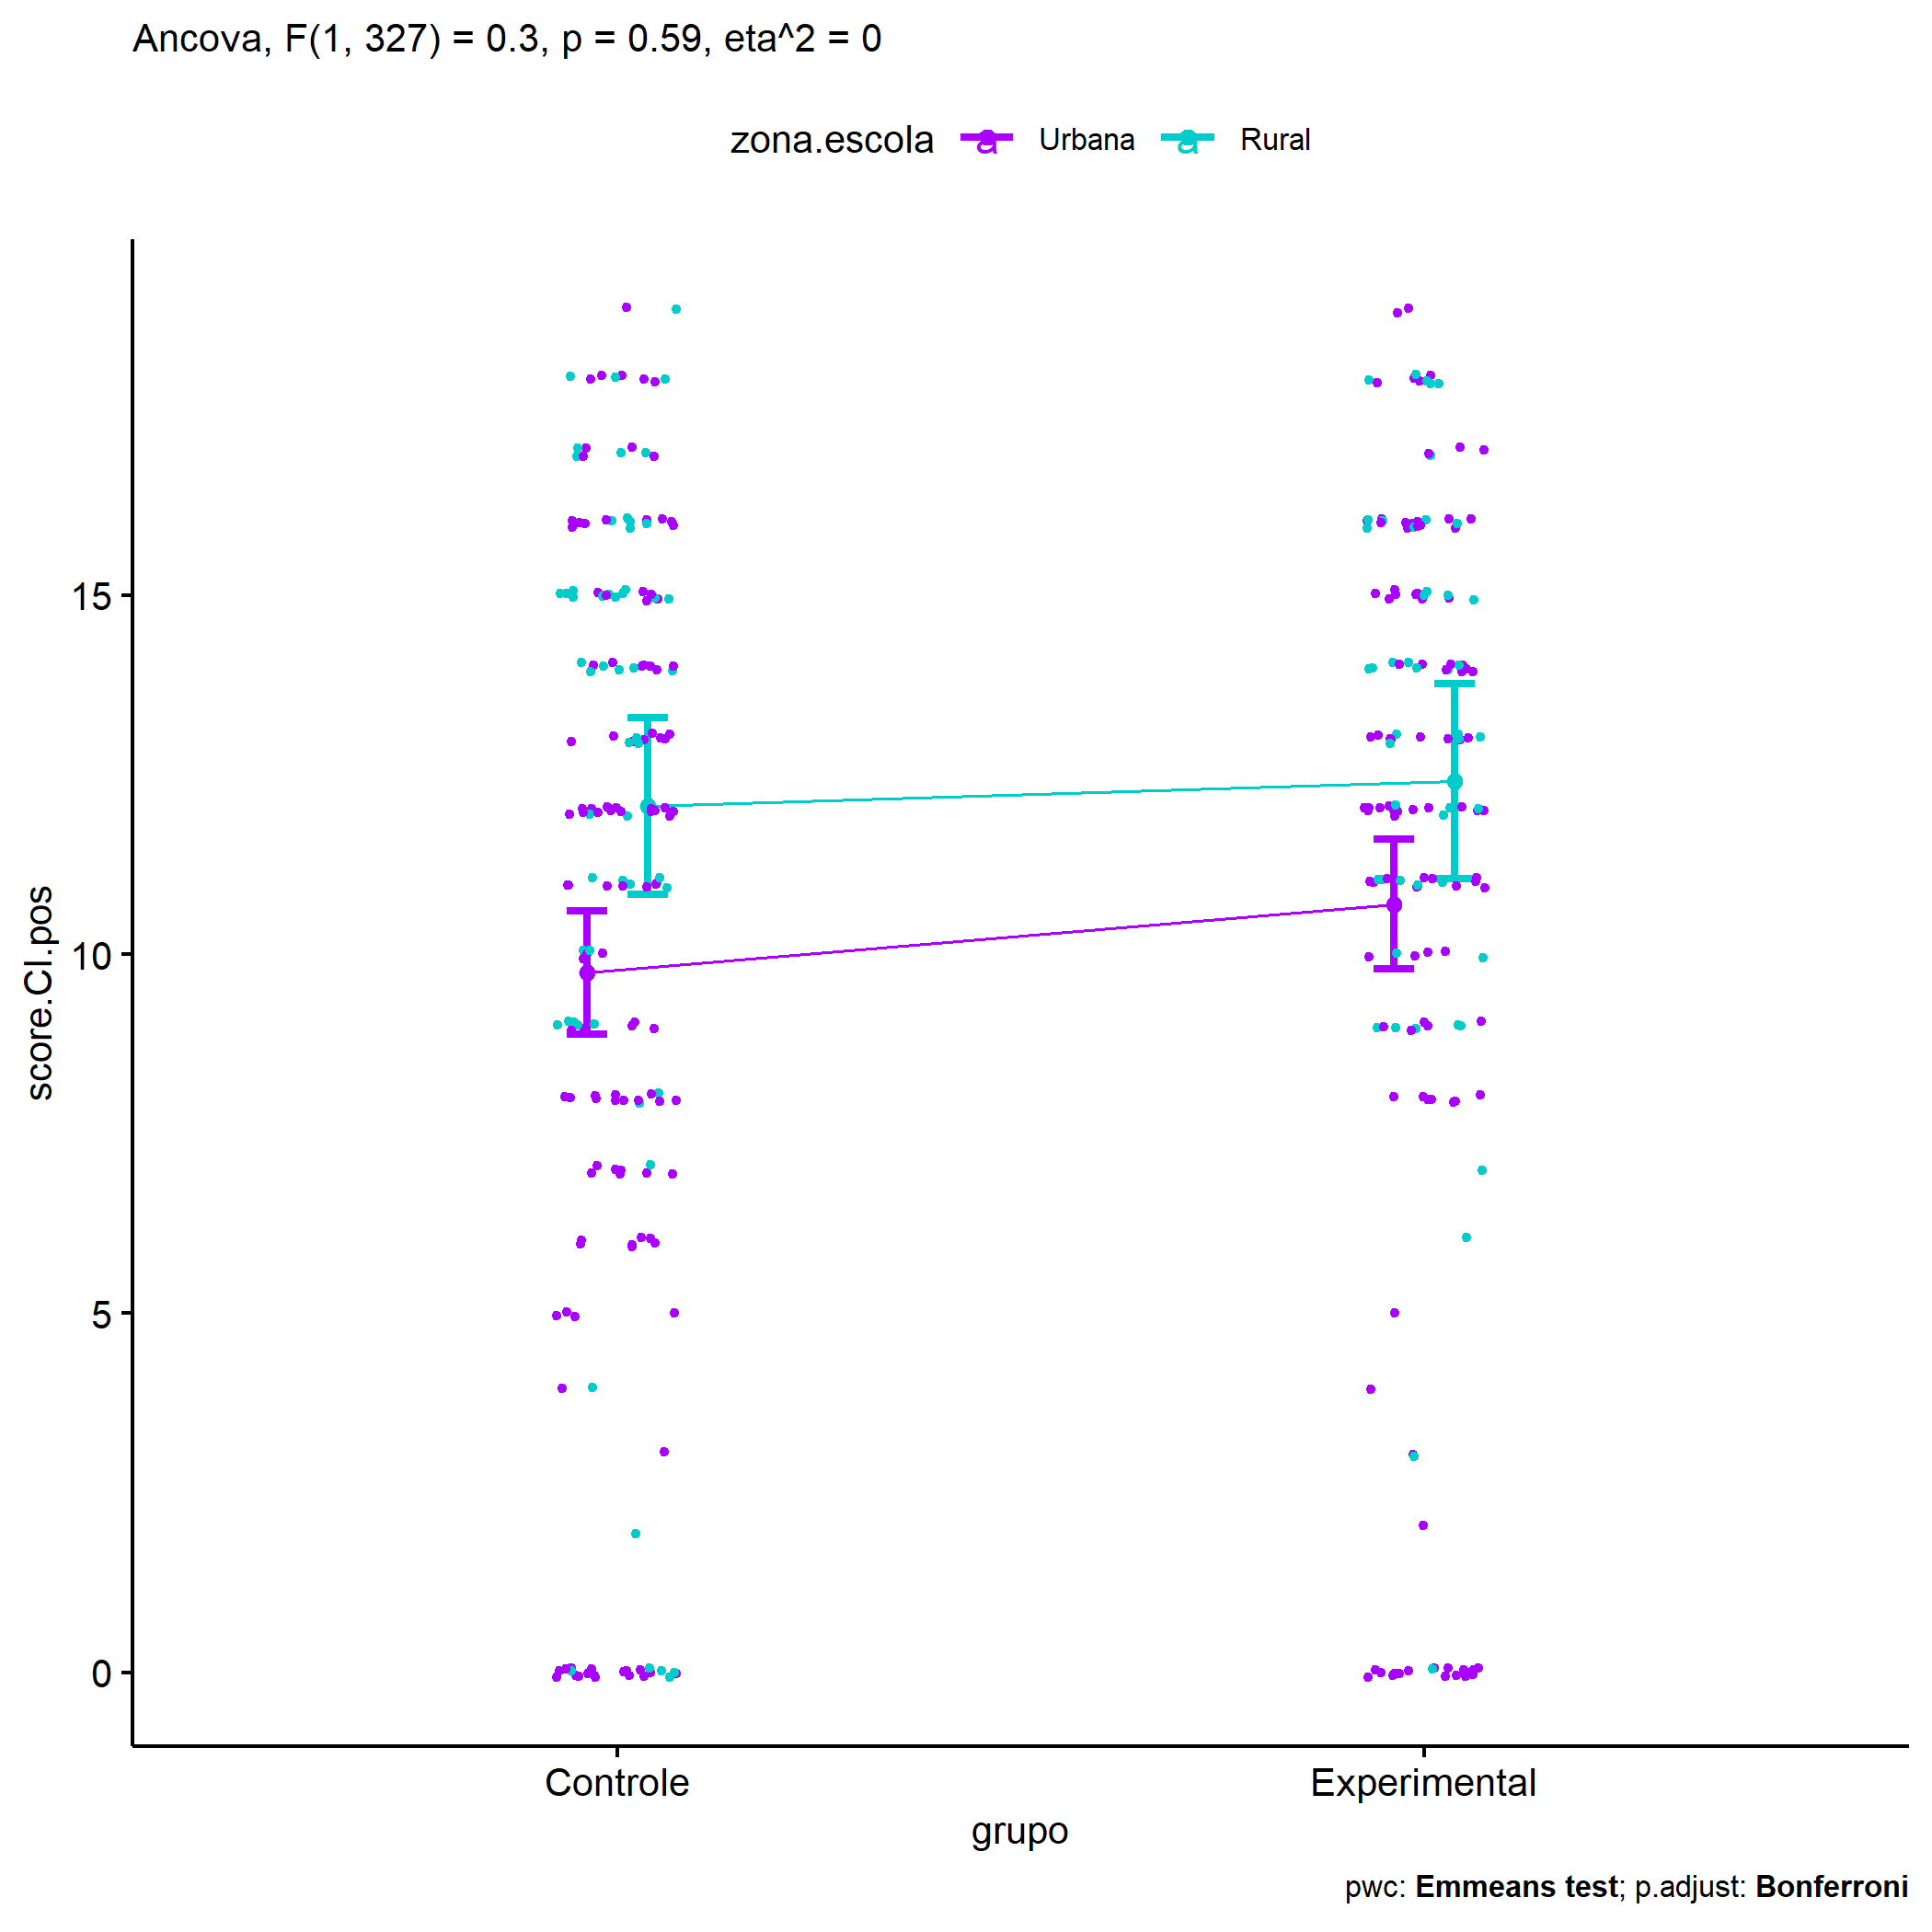 Ancova, F(1, 327) = 0.3, p = 0.59, eta^2 = 0
zona.escola a Urbana a Rural
score.CI.pos
15
10
5
0
Controle Experimental
grupo
pwc: Emmeans test; p.adjust: Bonferroni